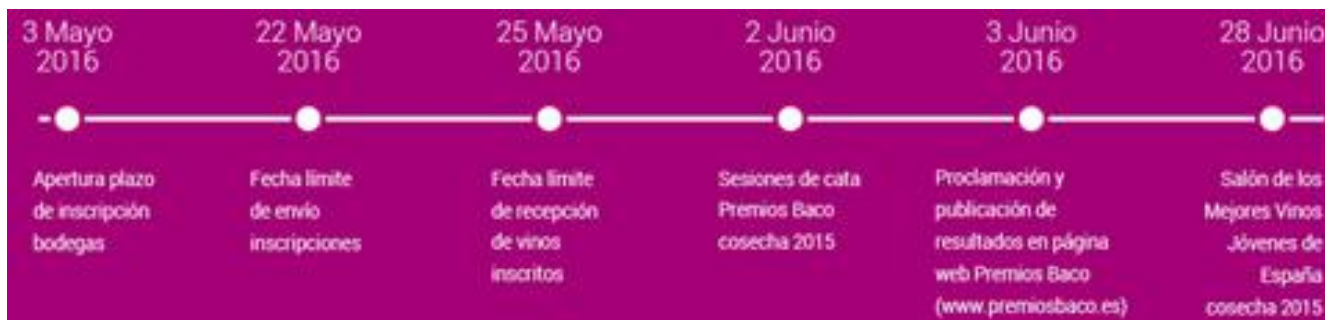 3 Mayo
2016
22 Mayo
2016
25 Mayo
2016
2 Junio
2016
3 Junio
2016
28 Junio
2016
Apertura plazo
de inscripción
bodegas
Fecha límite
de envío
inscripciones
Fecha límite
de recepción
de vinos
inscritos
Sesiones de cata
Premios Baco
cosecha 2015
Proclamación y
publicación de
resultados en página
web Premios Baco
(www.premiosbaco.es)
Salón de los
Mejores Vinos
Jóvenes de
España
cosecha 2015